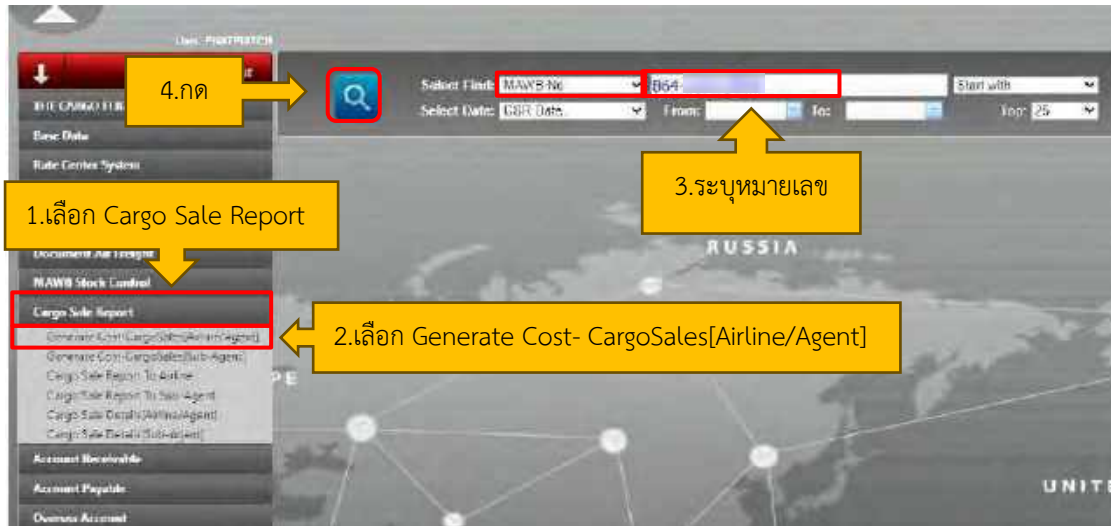 User:
4.กด
Select Find: MAWB-No 864- Start with
Select Date: CSR Date From: To: Top: 25
Base Data
Rate Center System
3.ระบุหมายเลข
1.เลือก Cargo Sale Report
Document Air Freight
RUSSIA
MAWB Stock Control
Cargo Sale Report
Generate Cost-CargoSales[Airline/Agent]
2.เลือก Generate Cost- CargoSales[Airline/Agent]
Generate Cost-CargoSales[Sub-Agent]
Cargo Sale Report To Airline
PE
Cargo Sale Report To Sub-Agent
Cargo Sale Details[Airline/Agent]
Cargo Sale Details[Sub-Agent]
Account Receivable
Account Payable
UNITE
Oversea Account